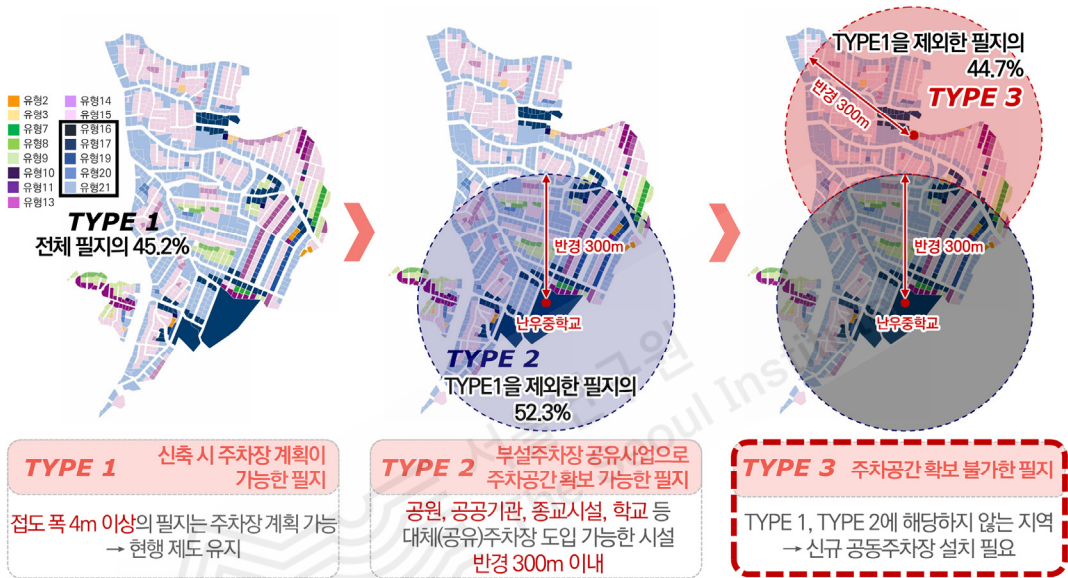 유형2
유형3
유형7
유형8
유형9
유형10
유형11
유형13
유형14
유형15
유형16
유형17
유형19
유형20
유형21
TYPE 1
전체 필지의 45.2%
반경 300m
난우중학교
TYPE 2
TYPE1을 제외한 필지의
52.3%
TYPE1을 제외한 필지의
44.7%
TYPE 3
반경 300m
반경 300m
난우중학교
TYPE 1
신축 시 주차장 계획이
가능한 필지
접도 폭 4m 이상의 필지는 주차장 계획 가능
→ 현행 제도 유지
TYPE 2
부설주차장 공유사업으로
주차공간 확보 가능한 필지
공원, 공공기관, 종교시설, 학교 등
대체(공유)주차장 도입 가능한 시설
반경 300m 이내
TYPE 3
주차공간 확보 불가한 필지
TYPE 1, TYPE 2에 해당하지 않는 지역
→ 신규 공동주차장 설치 필요
서울연구원
The Seoul Institute